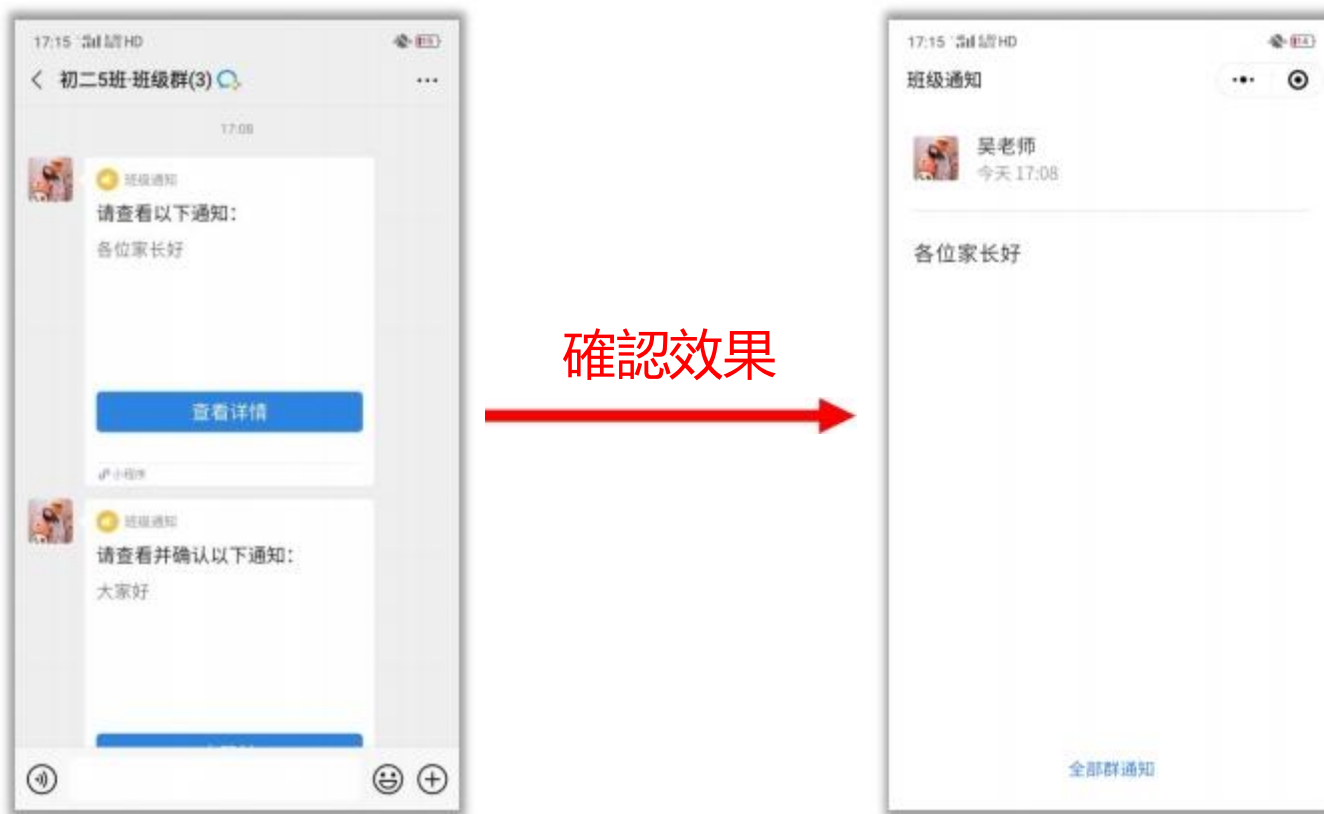 17:15
HD
初二5班-班级群(3)
17:08
班级通知
请查看以下通知：
各位家长好
查看详情
小程序
班级通知
请查看并确认以下通知：
大家好
確認效果
17:15
HD
班级通知
吴老师
今天 17:08
各位家长好
全部群通知